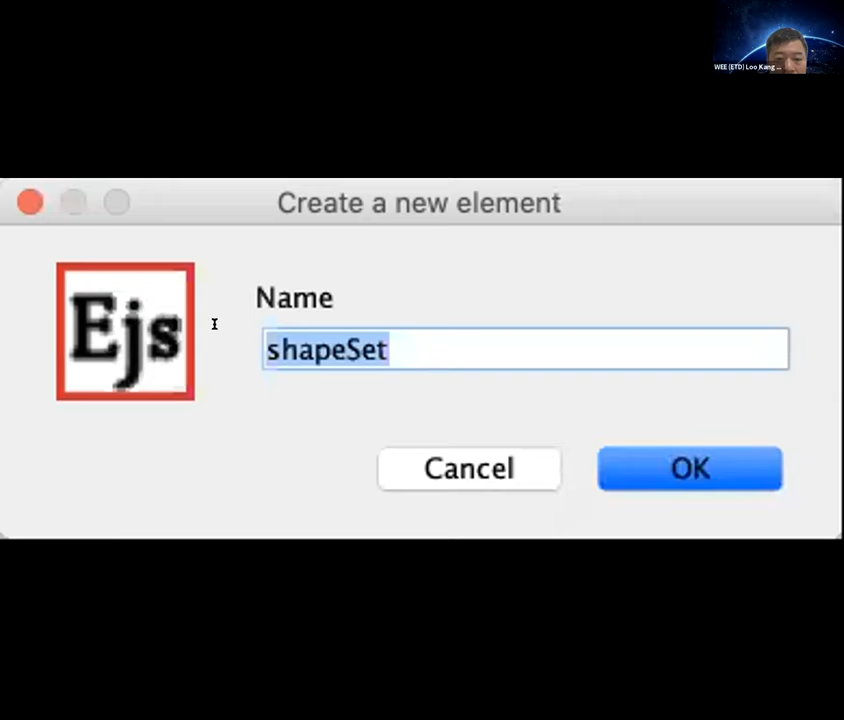 WEE (ETD) Loo Kang ...
Create a new element
Ejs
Name
shapeSet
Cancel
OK